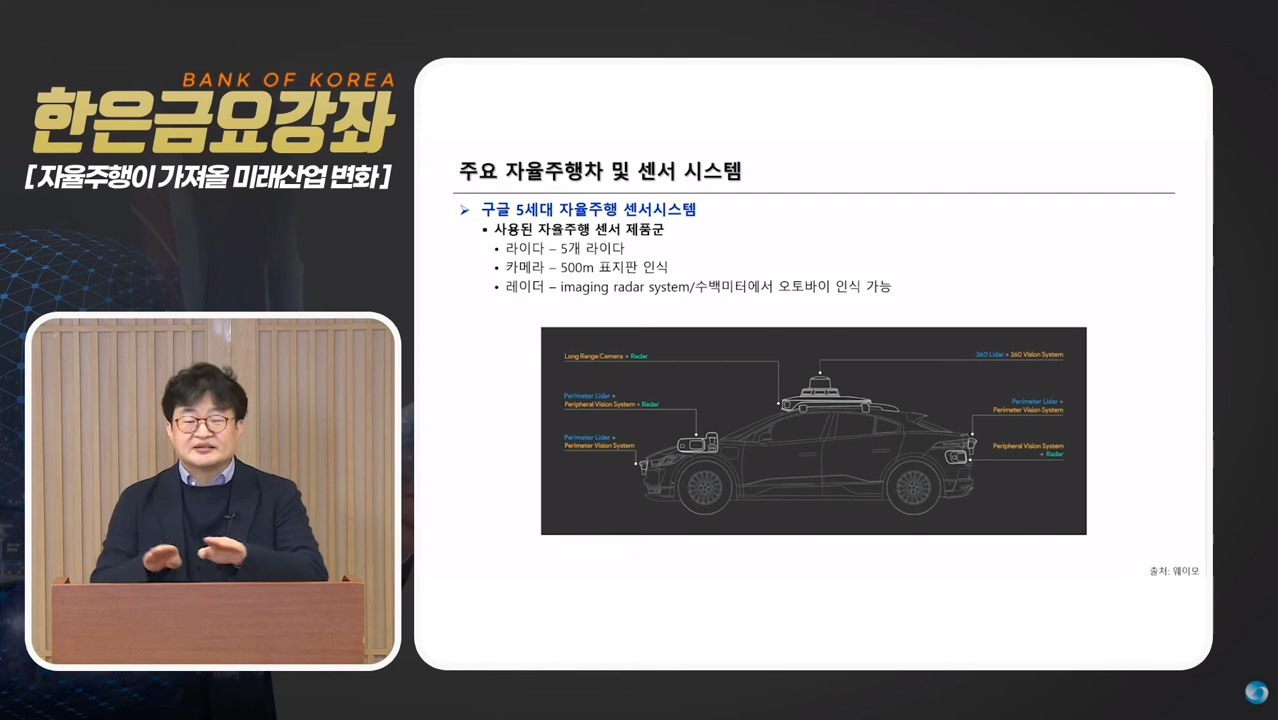 BANK OF KOREA
한은금요강좌
[ 자율주행이 가져올 미래산업 변화 ]
주요 자율주행차 및 센서 시스템
➢ 구글 5세대 자율주행 센서시스템
▪ 사용된 자율주행 센서 제품군
• 라이다 – 5개 라이다
• 카메라 – 500m 표지판 인식
• 레이더 – imaging radar system/수백미터에서 오토바이 인식 가능
Long Range Camera + Radar
360 Lidar + 360 Vision System
Perimeter Lidar +
Peripheral Vision System + Radar
Perimeter Lidar +
Perimeter Vision System
Perimeter Lidar +
Perimeter Vision System
Peripheral Vision System
+ Radar
출처: 웨이모